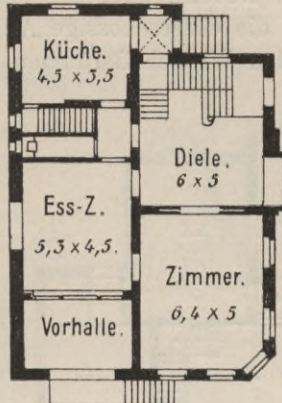 Küche.
4,5 × 3,5
Diele.
6 × 5
Ess-Z.
5,3 × 4,5.
Zimmer.
6,4 × 5
Vorhalle.